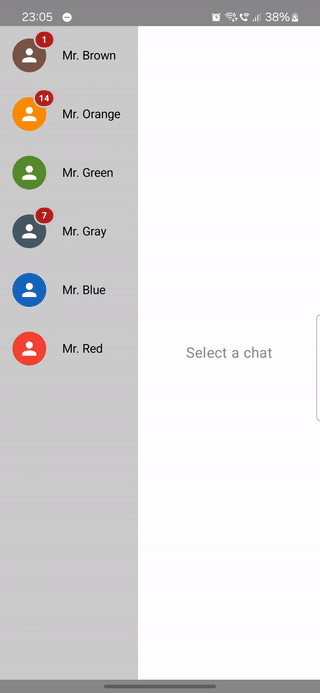 23:05 38%
1
Mr. Brown
14
Mr. Orange
Mr. Green
7
Mr. Gray
Mr. Blue
Mr. Red
Select a chat